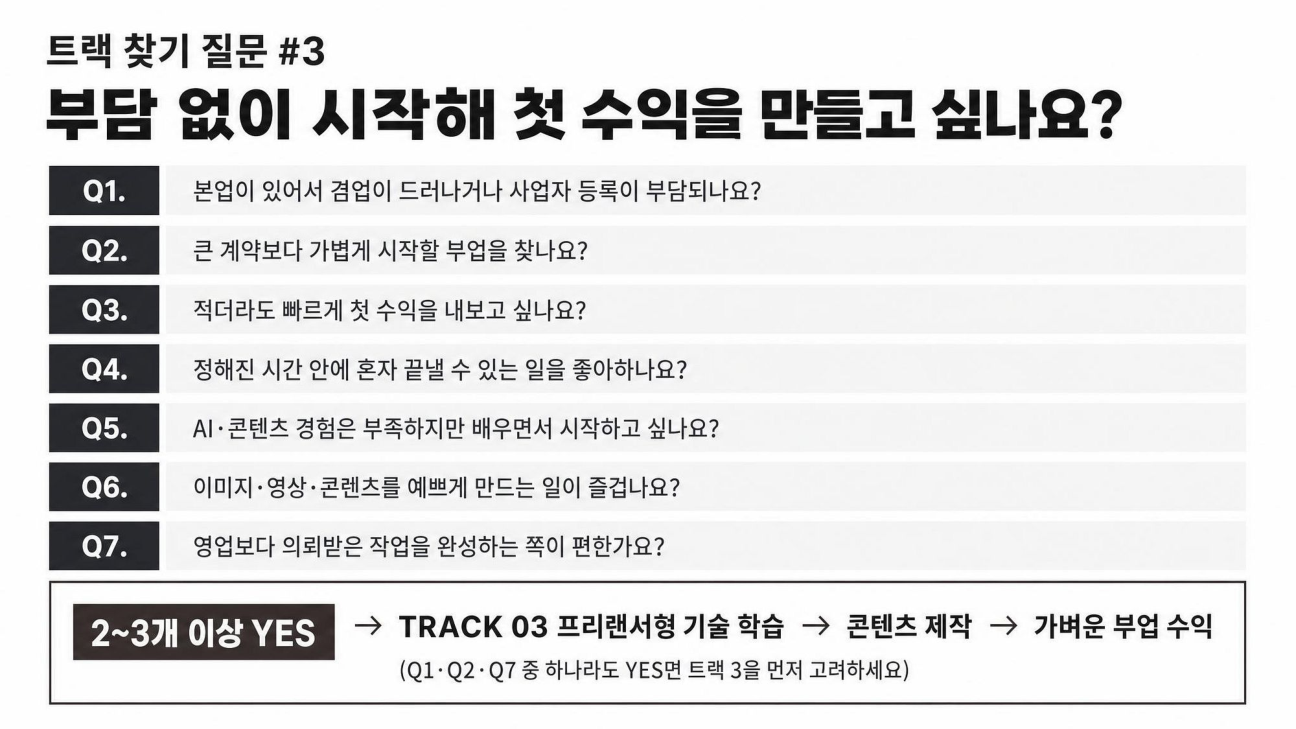 트랙 찾기 질문 #3
부담 없이 시작해 첫 수익을 만들고 싶나요?
Q1. 본업이 있어서 겸업이 드러나거나 사업자 등록이 부담되나요?
Q2. 큰 계약보다 가볍게 시작할 부업을 찾나요?
Q3. 적더라도 빠르게 첫 수익을 내보고 싶나요?
Q4. 정해진 시간 안에 혼자 끝낼 수 있는 일을 좋아하나요?
Q5. AI·콘텐츠 경험은 부족하지만 배우면서 시작하고 싶나요?
Q6. 이미지·영상·콘렌츠를 예쁘게 만드는 일이 즐겁나요?
Q7. 영업보다 의뢰받은 작업을 완성하는 쪽이 편한가요?
2~3개 이상 YES → TRACK 03 프리랜서형 기술 학습 → 콘텐츠 제작 → 가벼운 부업 수익
(Q1·Q2·Q7 중 하나라도 YES면 트랙 3을 먼저 고려하세요)